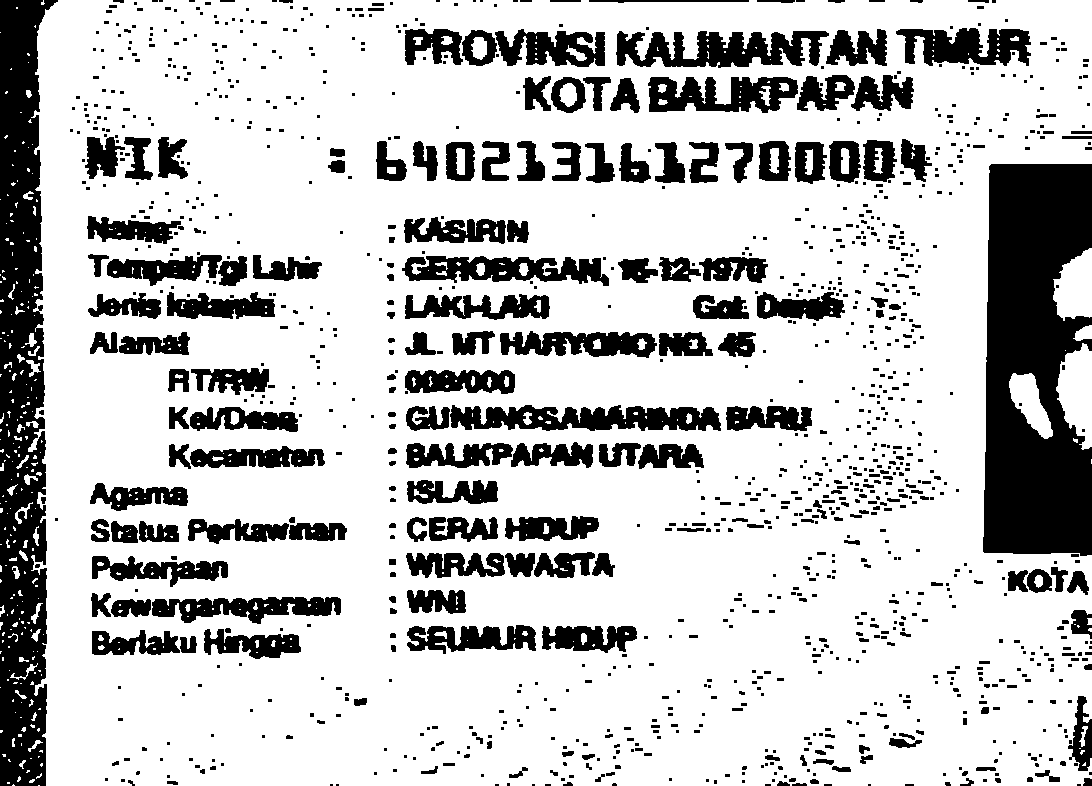 PROVINSI KALIMANTAN TIMUR
KOTA BALIKPAPAN
NIK : 6402131612700004
Nama : KASIRIN
Tempat/Tgl Lahir : GEROBOGAN, 16-12-1970
Jenis kelamin : LAKI-LAKI Gol. Darah : -
Alamat : JL. MT HARYONO NO. 45
RT/RW : 008/000
Kel/Desa : GUNUNGSAMARINDA BARU
Kecamatan : BALIKPAPAN UTARA
Agama : ISLAM
Status Perkawinan : CERAI HIDUP
Pekerjaan : WIRASWASTA
Kewarganegaraan : WNI
Berlaku Hingga : SEUMUR HIDUP
KOTA